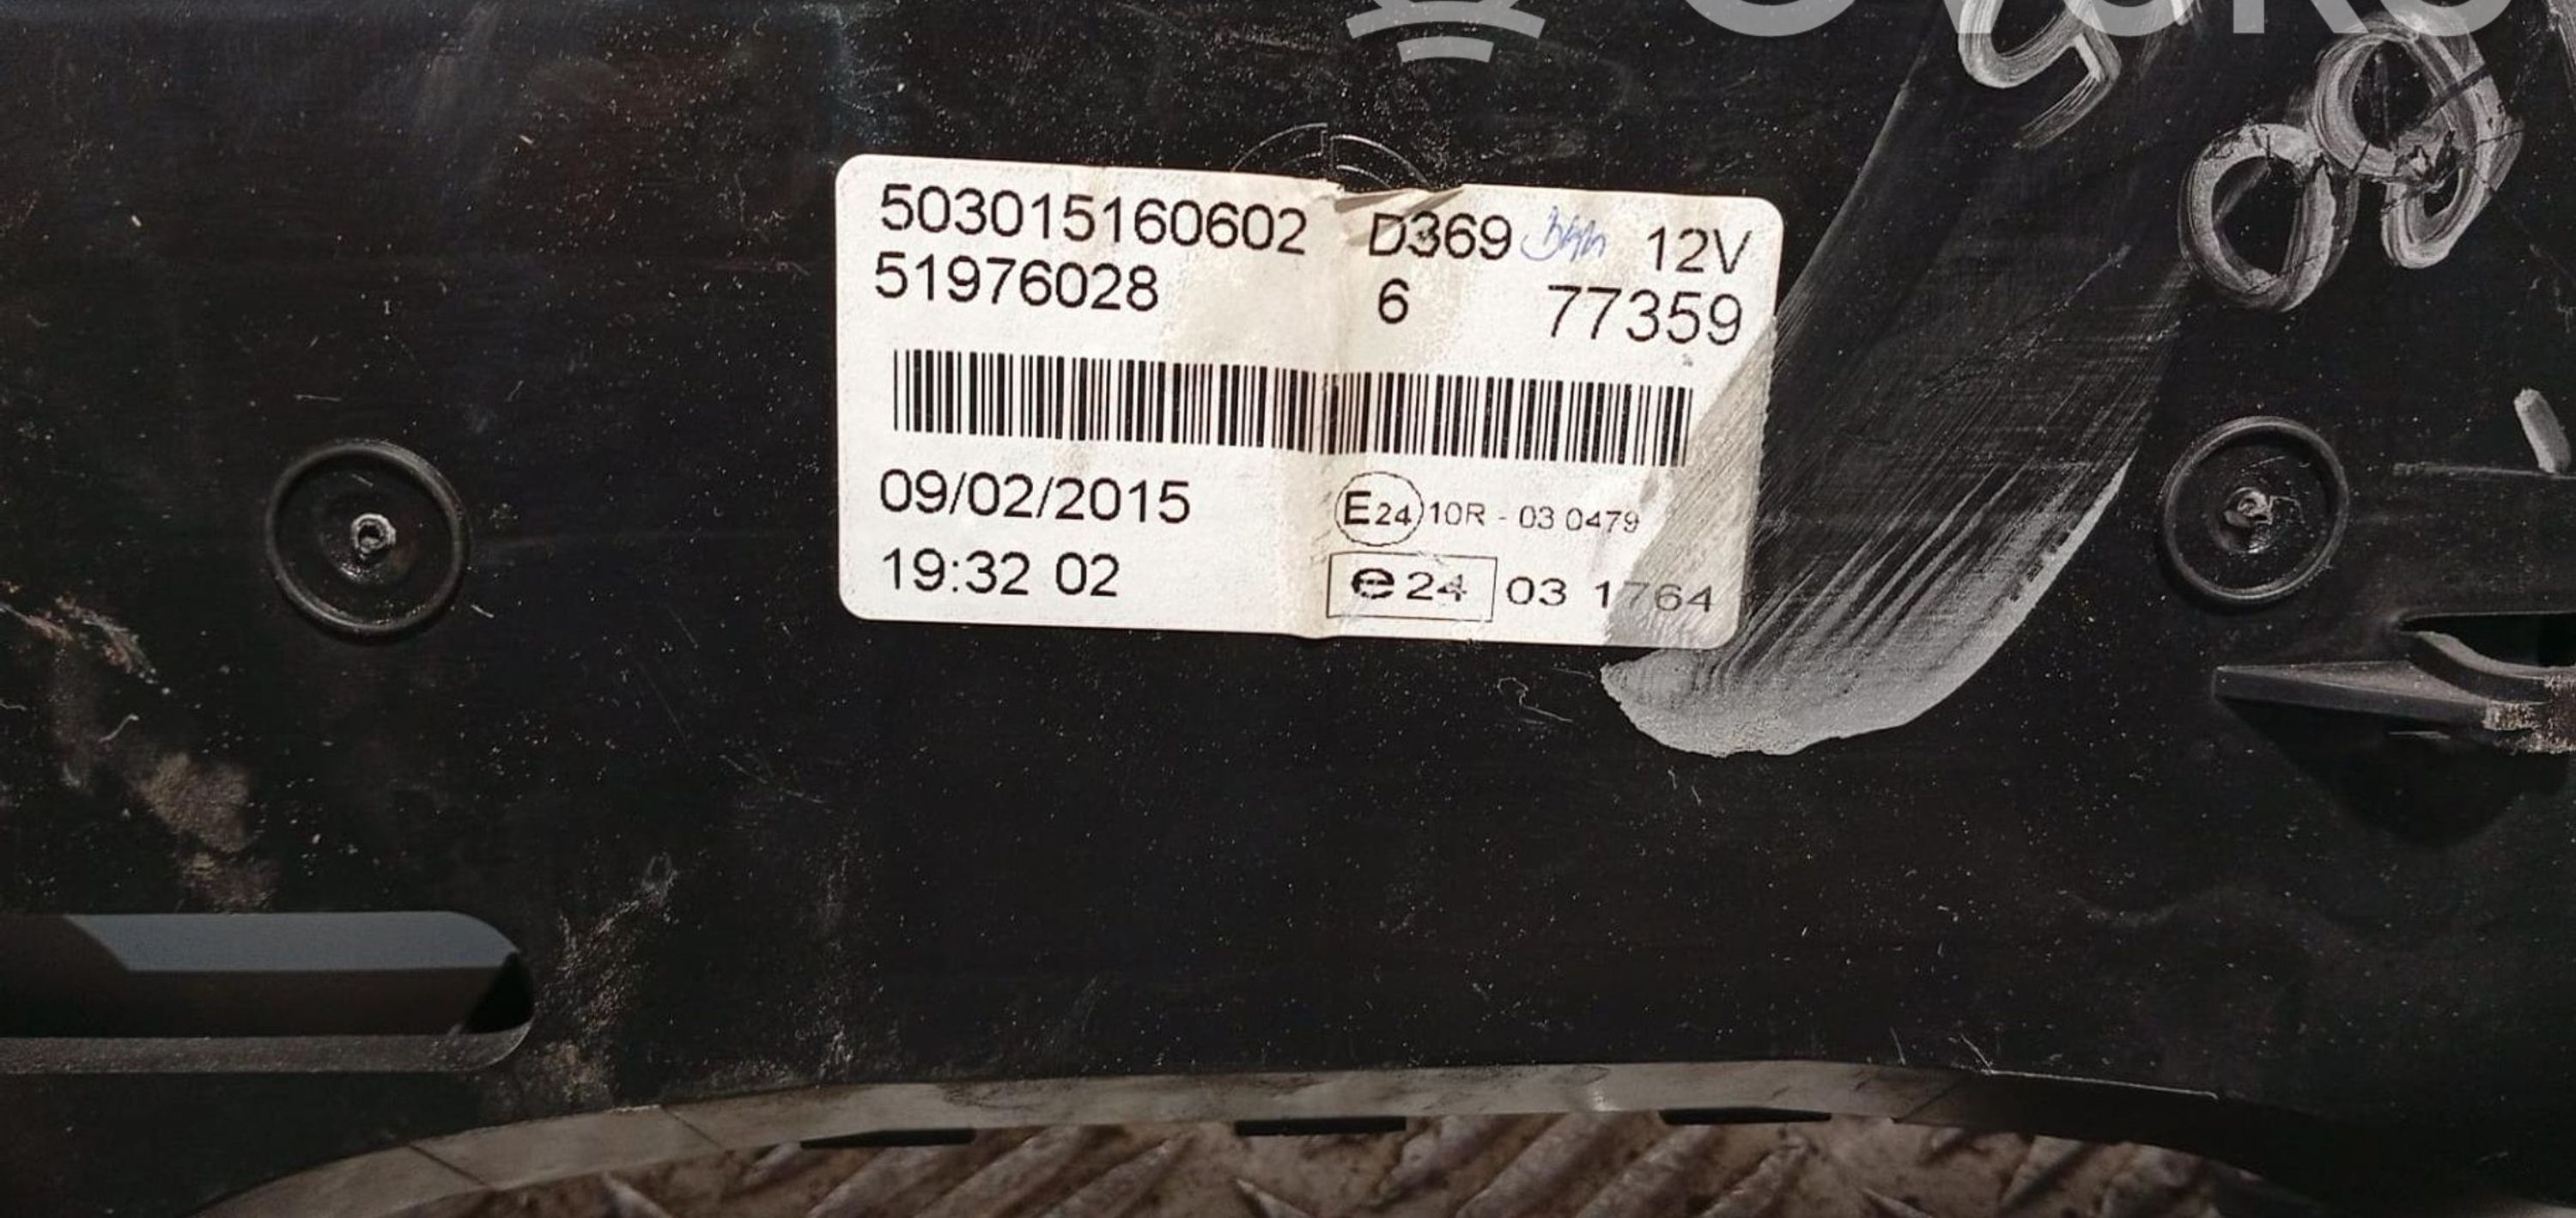 503015160602 D369 12V
51976028 6 77359
09/02/2015 E24 10R - 03 0479
19:32 02 e24 03 1764